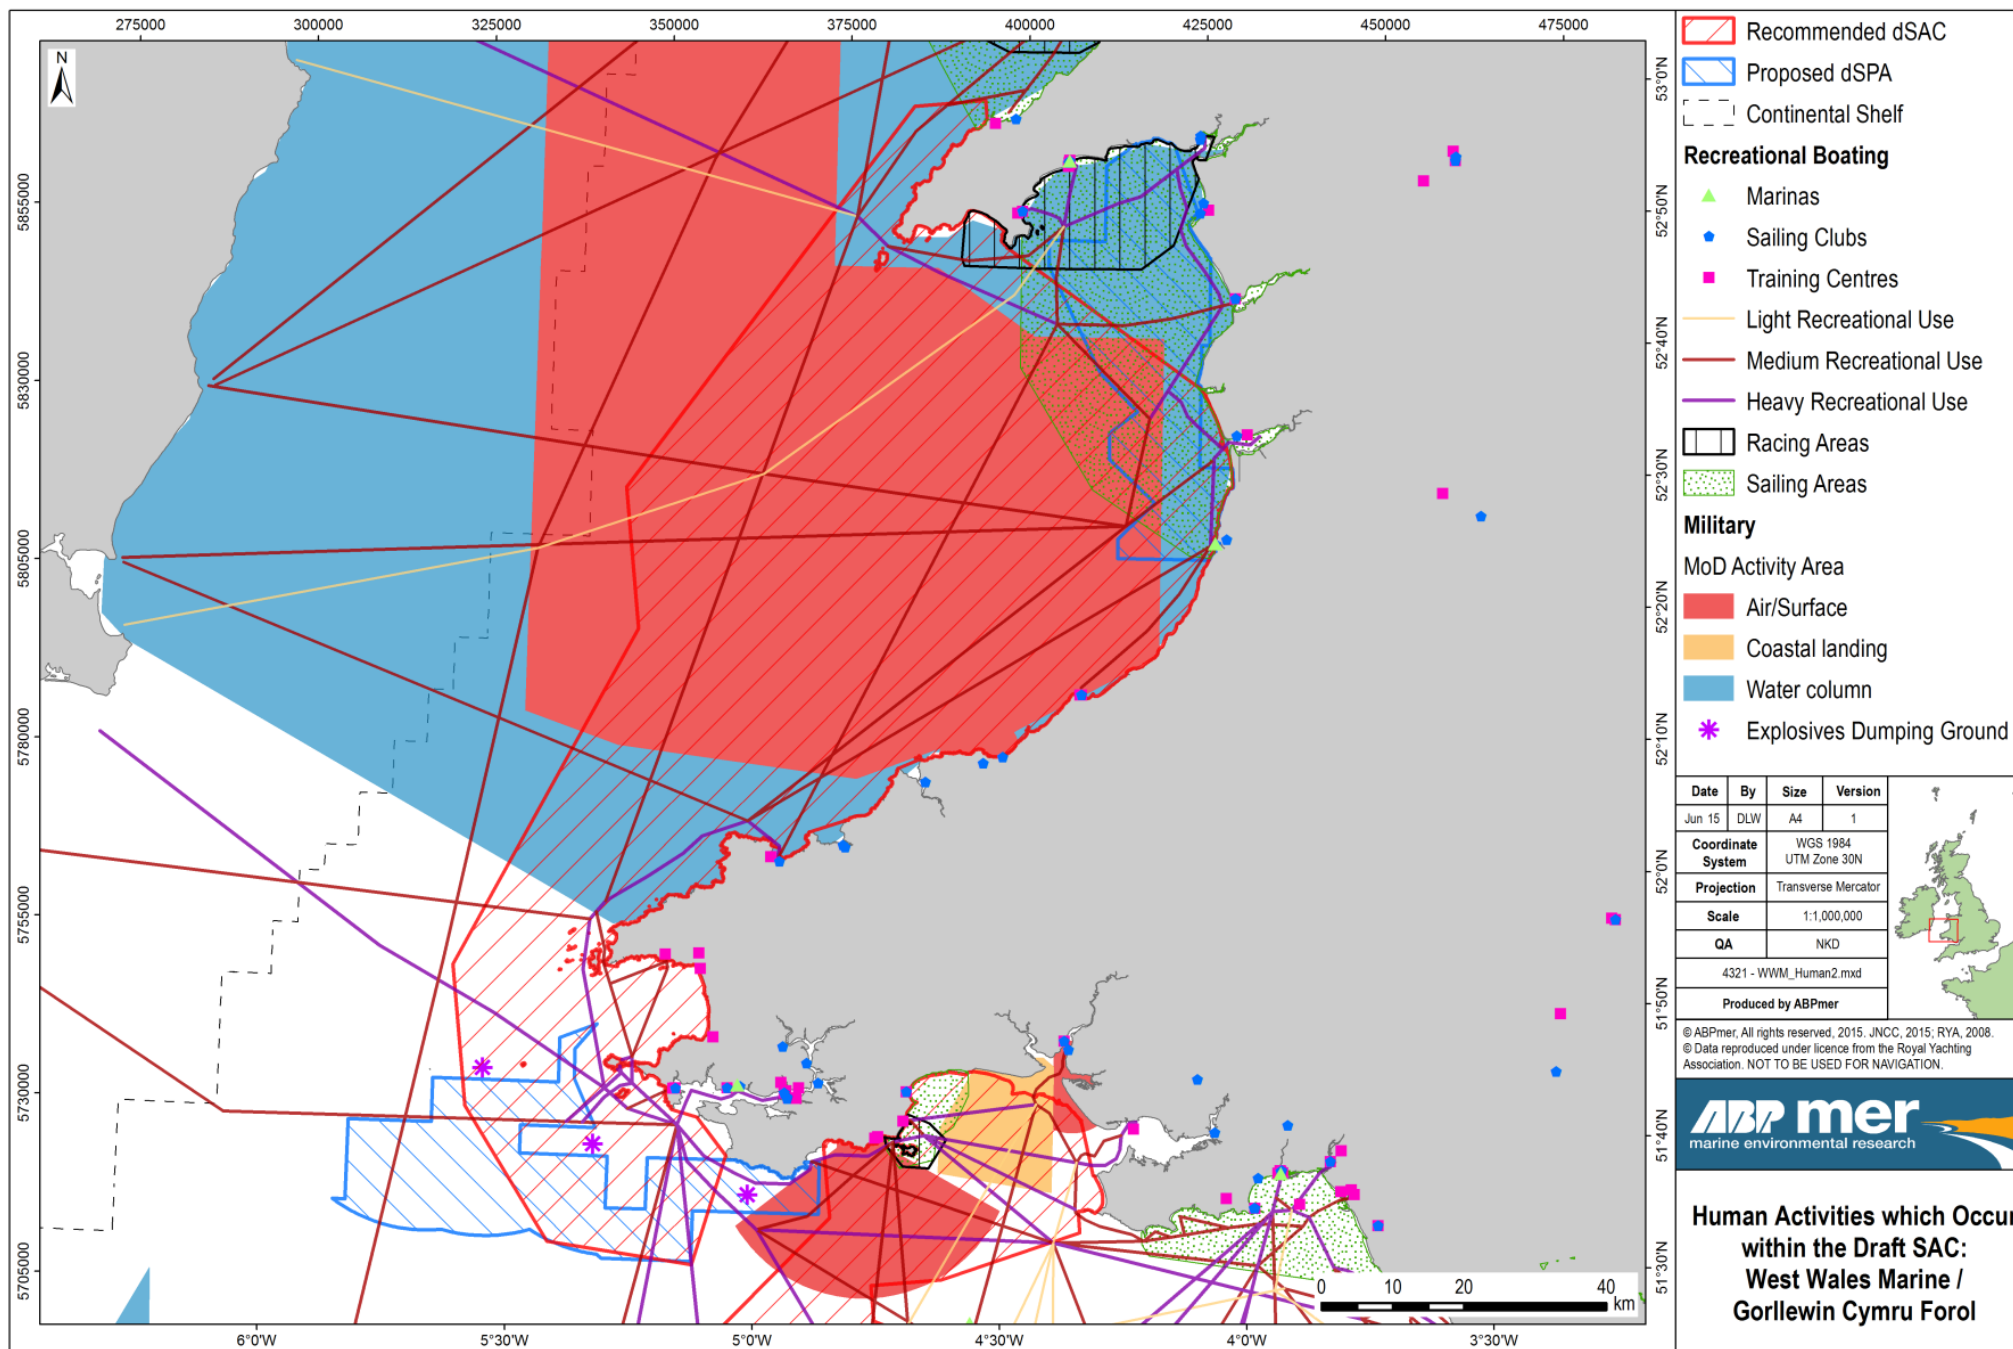 275000 300000 325000 350000 375000 400000 425000 450000 475000
N
5855000
5830000
5805000
5780000
5755000
5730000
5705000
53°0'N
52°50'N
52°40'N
52°30'N
52°20'N
52°10'N
52°0'N
51°50'N
51°40'N
51°30'N
6°0'W 5°30'W 5°0'W 4°30'W 4°0'W 3°30'W
0 10 20 40
km
Recommended dSAC
Proposed dSPA
Continental Shelf
Recreational Boating
Marinas
Sailing Clubs
Training Centres
Light Recreational Use
Medium Recreational Use
Heavy Recreational Use
Racing Areas
Sailing Areas
Military
MoD Activity Area
Air/Surface
Coastal landing
Water column
Explosives Dumping Ground
Date By Size Version
Jun 15 DLW A4 1
Coordinate System WGS 1984 UTM Zone 30N
Projection Transverse Mercator
Scale 1:1,000,000
QA NKD
4321 - WWM_Human2.mxd
Produced by ABPmer
© ABPmer, All rights reserved, 2015. JNCC, 2015; RYA, 2008.
© Data reproduced under licence from the Royal Yachting
Association. NOT TO BE USED FOR NAVIGATION.
ABP mer
marine environmental research
Human Activities which Occur
within the Draft SAC:
West Wales Marine /
Gorllewin Cymru Forol